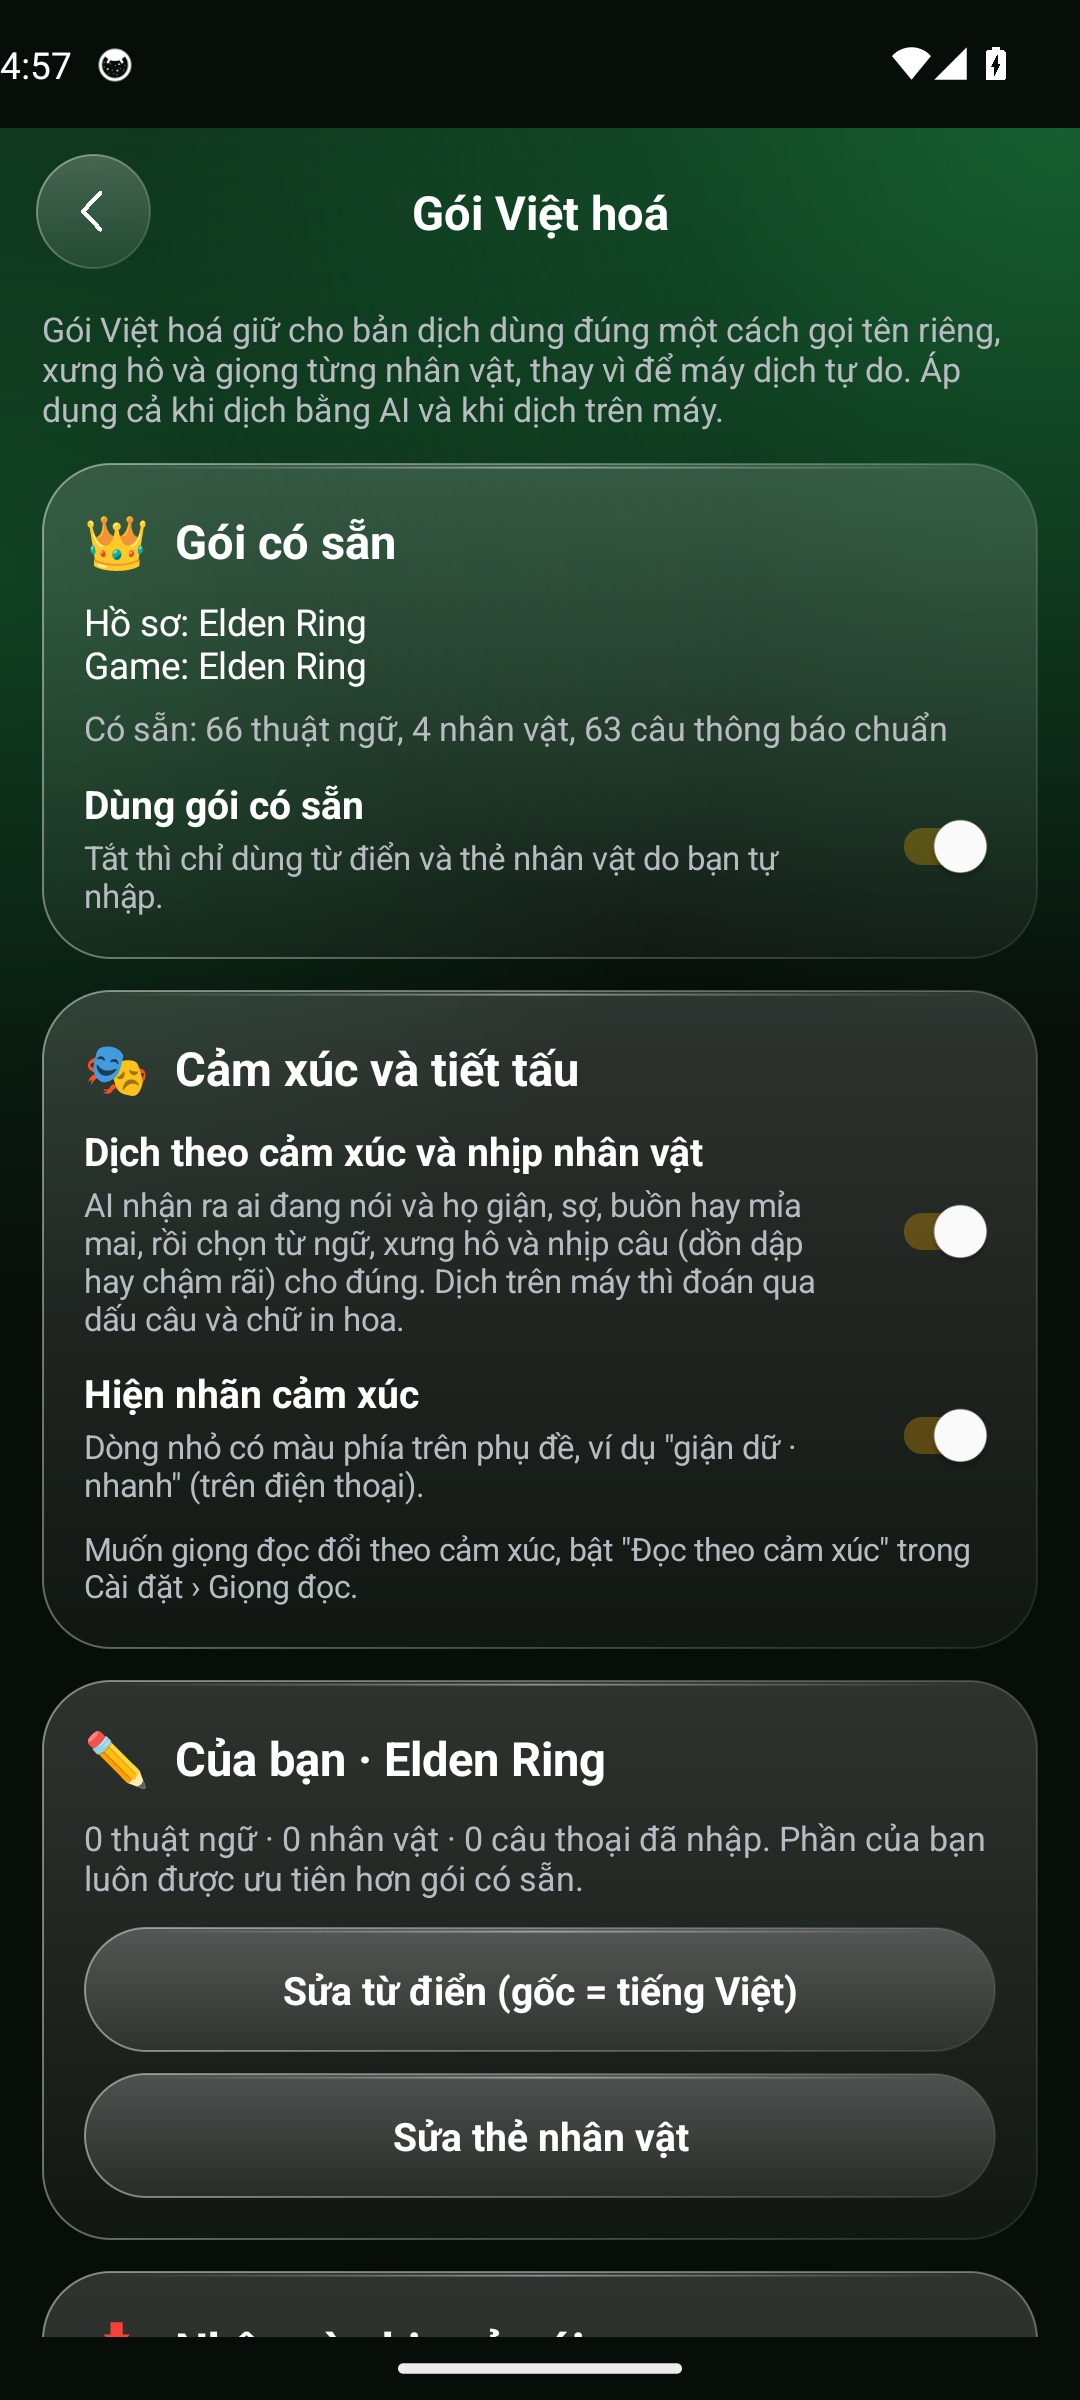 4:57
Gói Việt hoá
Gói Việt hoá giữ cho bản dịch dùng đúng một cách gọi tên riêng,
xưng hô và giọng từng nhân vật, thay vì để máy dịch tự do. Áp
dụng cả khi dịch bằng AI và khi dịch trên máy.
Gói có sẵn
Hồ sơ: Elden Ring
Game: Elden Ring
Có sẵn: 66 thuật ngữ, 4 nhân vật, 63 câu thông báo chuẩn
Dùng gói có sẵn
Tắt thì chỉ dùng từ điển và thẻ nhân vật do bạn tự
nhập.
Cảm xúc và tiết tấu
Dịch theo cảm xúc và nhịp nhân vật
AI nhận ra ai đang nói và họ giận, sợ, buồn hay mỉa
mai, rồi chọn từ ngữ, xưng hô và nhịp câu (dồn dập
hay chậm rãi) cho đúng. Dịch trên máy thì đoán qua
dấu câu và chữ in hoa.
Hiện nhãn cảm xúc
Dòng nhỏ có màu phía trên phụ đề, ví dụ "giận dữ ·
nhanh" (trên điện thoại).
Muốn giọng đọc đổi theo cảm xúc, bật "Đọc theo cảm xúc" trong
Cài đặt › Giọng đọc.
Của bạn · Elden Ring
0 thuật ngữ · 0 nhân vật · 0 câu thoại đã nhập. Phần của bạn
luôn được ưu tiên hơn gói có sẵn.
Sửa từ điển (gốc = tiếng Việt)
Sửa thẻ nhân vật